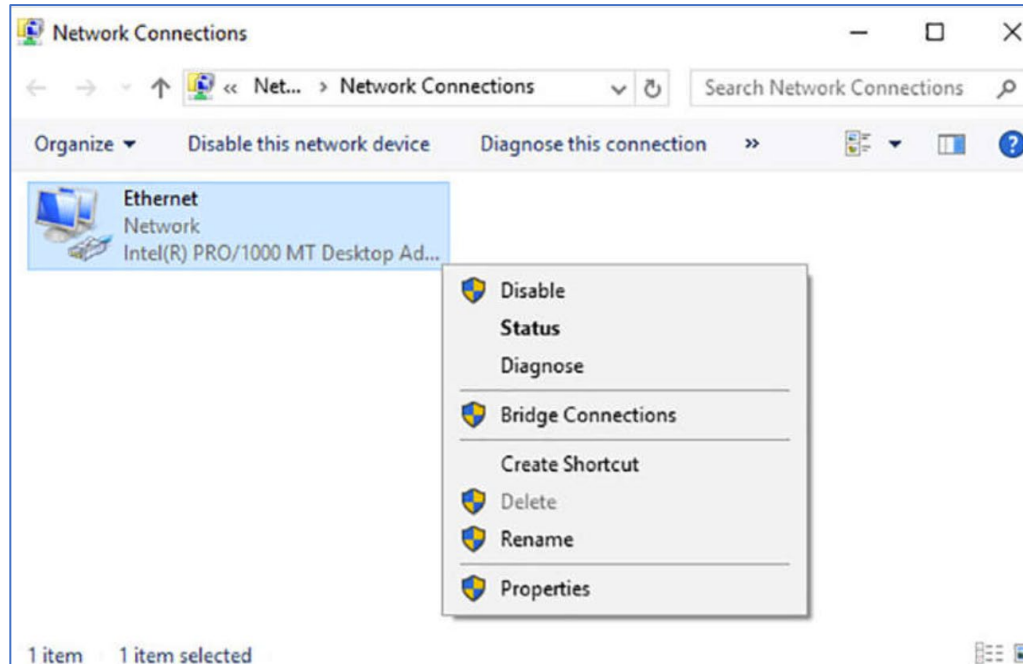 Network Connections
« Net... › Network Connections
Search Network Connections
Organize Disable this network device Diagnose this connection »
Ethernet
Network
Intel(R) PRO/1000 MT Desktop Ad...
Disable
Status
Diagnose
Bridge Connections
Create Shortcut
Delete
Rename
Properties
1 item 1 item selected